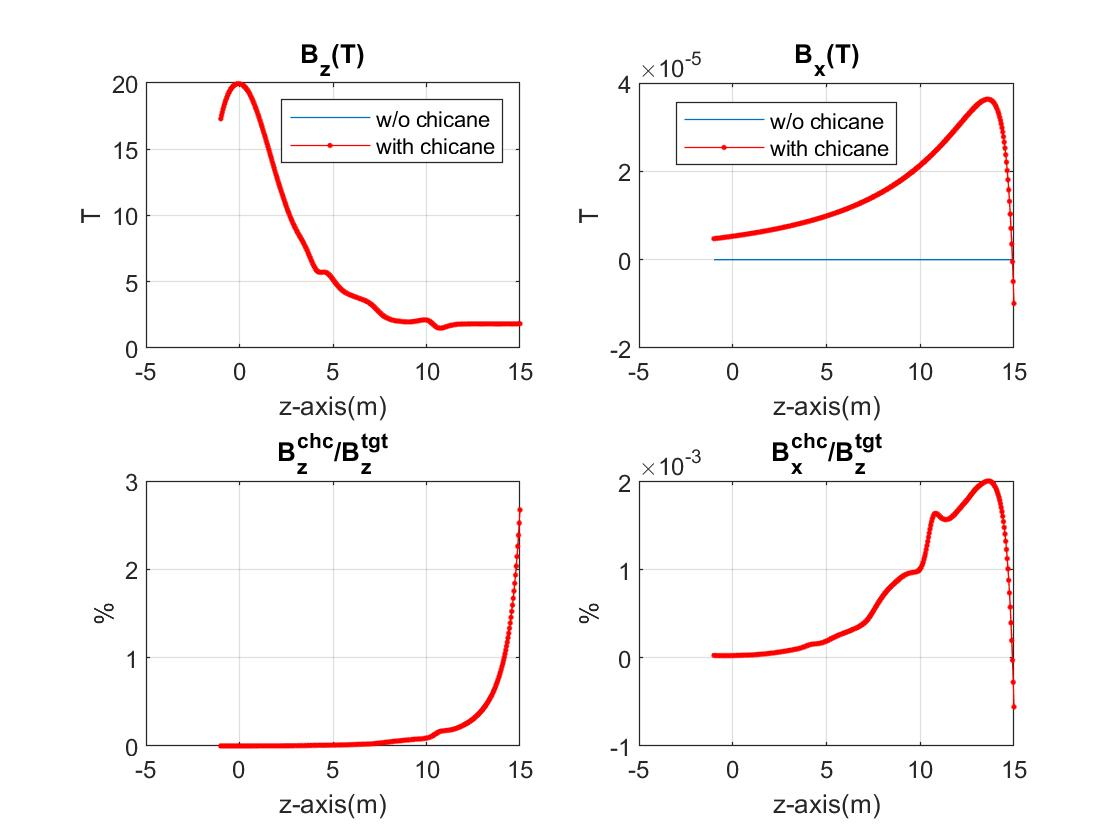 B_z(T)
20
15
10
5
0
T
w/o chicane
with chicane
-5 0 5 10 15
z-axis(m)
B_x(T)
×10^-5
4
2
0
-2
T
w/o chicane
with chicane
-5 0 5 10 15
z-axis(m)
B_z^chc/B_z^tgt
3
2
1
0
%
-5 0 5 10 15
z-axis(m)
B_x^chc/B_z^tgt
×10^-3
2
1
0
-1
%
-5 0 5 10 15
z-axis(m)